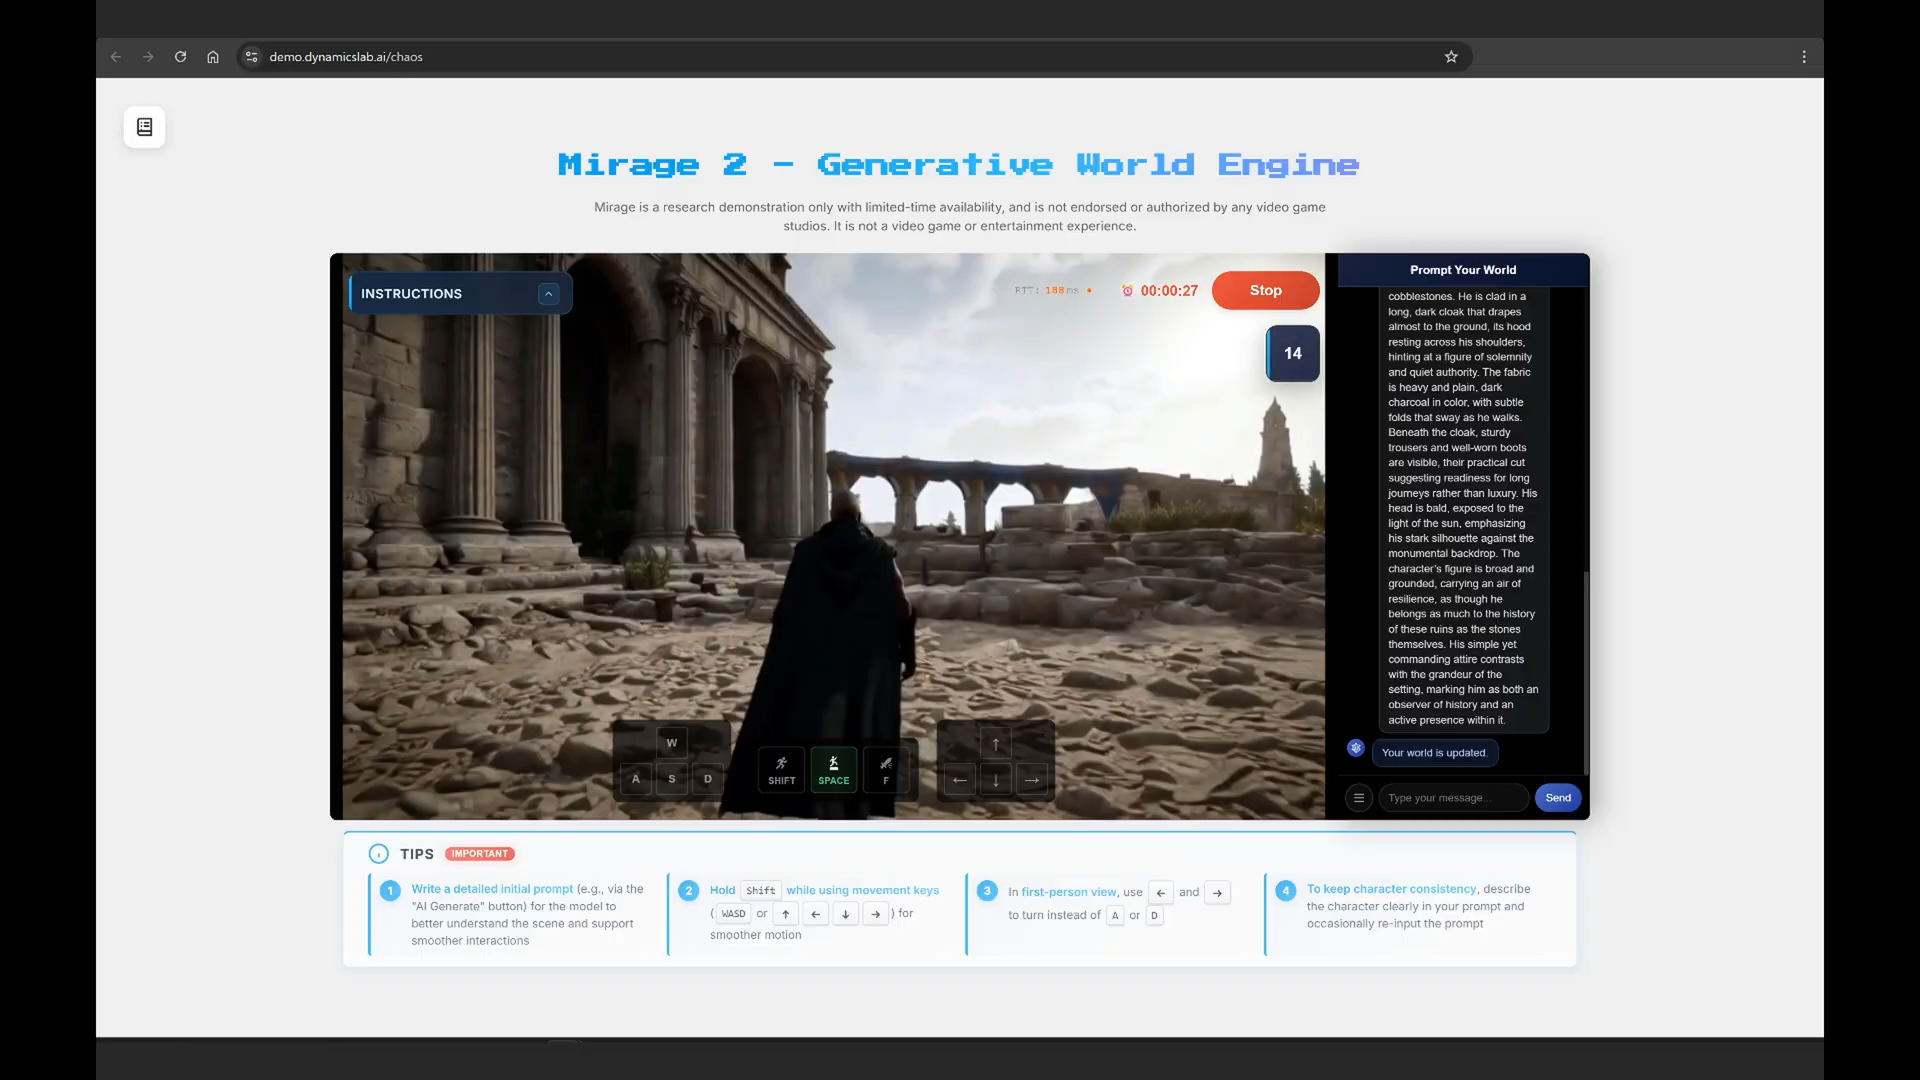 demo.dynamicslab.ai/chaos
Mirage 2 - Generative World Engine
Mirage is a research demonstration only with limited-time availability, and is not endorsed or authorized by any video game
studios. It is not a video game or entertainment experience.
INSTRUCTIONS
RTT: 188 ms
00:00:27
Stop
14
W
A S D
SHIFT
SPACE
F
↑
← ↓ →
Prompt Your World
cobblestones. He is clad in a
long, dark cloak that drapes
almost to the ground, its hood
resting across his shoulders,
hinting at a figure of solemnity
and quiet authority. The fabric
is heavy and plain, dark
charcoal in color, with subtle
folds that sway as he walks.
Beneath the cloak, sturdy
trousers and well-worn boots
are visible, their practical cut
suggesting readiness for long
journeys rather than luxury. His
head is bald, exposed to the
light of the sun, emphasizing
his stark silhouette against the
monumental backdrop. The
character's figure is broad and
grounded, carrying an air of
resilience, as though he
belongs as much to the history
of these ruins as the stones
themselves. His simple yet
commanding attire contrasts
with the grandeur of the
setting, marking him as both an
observer of history and an
active presence within it.
Your world is updated.
Type your message...
Send
TIPS IMPORTANT
1
Write a detailed initial prompt (e.g., via the
"AI Generate" button) for the model to
better understand the scene and support
smoother interactions
2
Hold Shift while using movement keys
( WASD or ↑ ← ↓ → ) for
smoother motion
3
In first-person view, use ← and →
to turn instead of A or D
4
To keep character consistency, describe
the character clearly in your prompt and
occasionally re-input the prompt